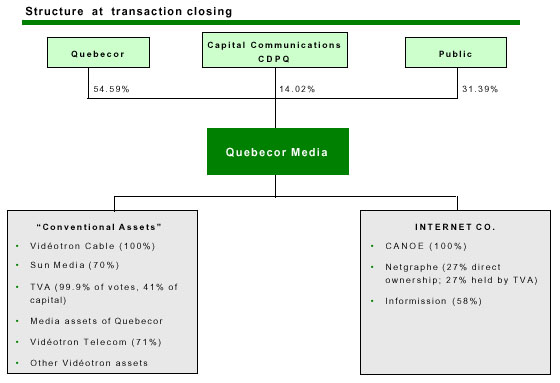 Structure at transaction closing
Quebecor
Capital Communications
CDPQ
Public
54.59%
14.02%
31.39%
Quebecor Media
“Conventional Assets”
• Vidéotron Cable (100%)
• Sun Media (70%)
• TVA (99.9% of votes, 41% of
capital)
• Media assets of Quebecor
• Vidéotron Telecom (71%)
• Other Vidéotron assets
INTERNET CO.
• CANOE (100%)
• Netgraphe (27% direct
ownership; 27% held by TVA)
• Informission (58%)